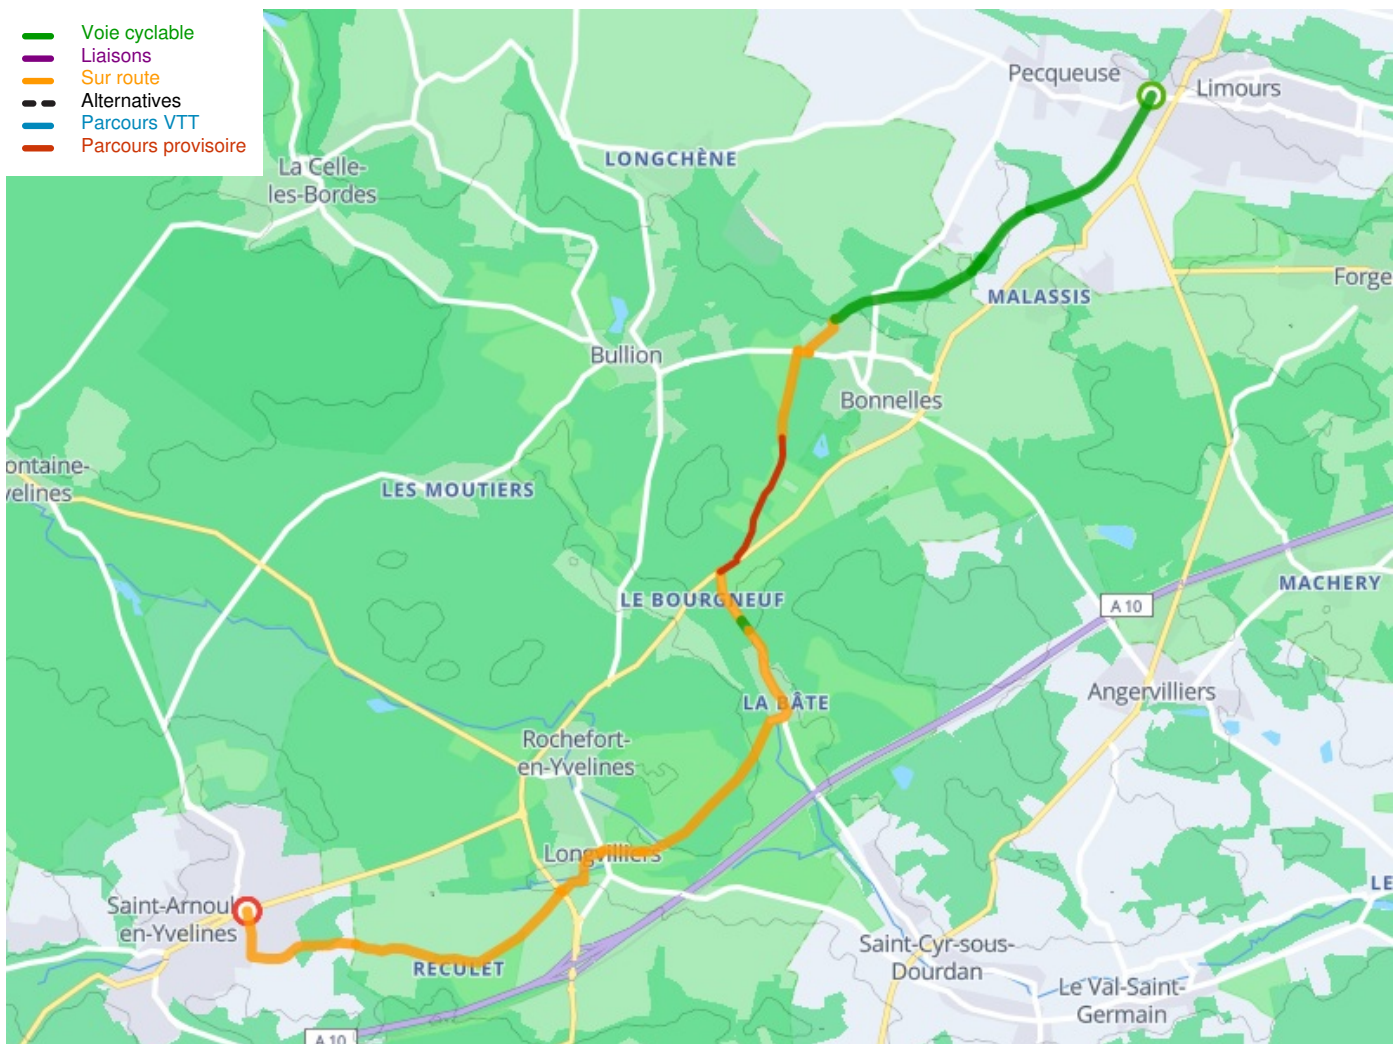 Voie cyclable
Liaisons
Sur route
Alternatives
Parcours VTT
Parcours provisoire
Pecqueuse
Limours
LONGCHÊNE
La Celle-
les-Bordes
Forge
MALASSIS
Bullion
Bonnelles
ontaine-
velines
LES MOUTIERS
MACHERY
LE BOURGNEUF
A 10
Angervilliers
LA BÂTE
Rochefort-
en-Yvelines
Longvilliers
LE
Saint-Arnoul
en-Yvelines
RECULET
Saint-Cyr-sous-
Dourdan
Le Val-Saint-
Germain
A 10